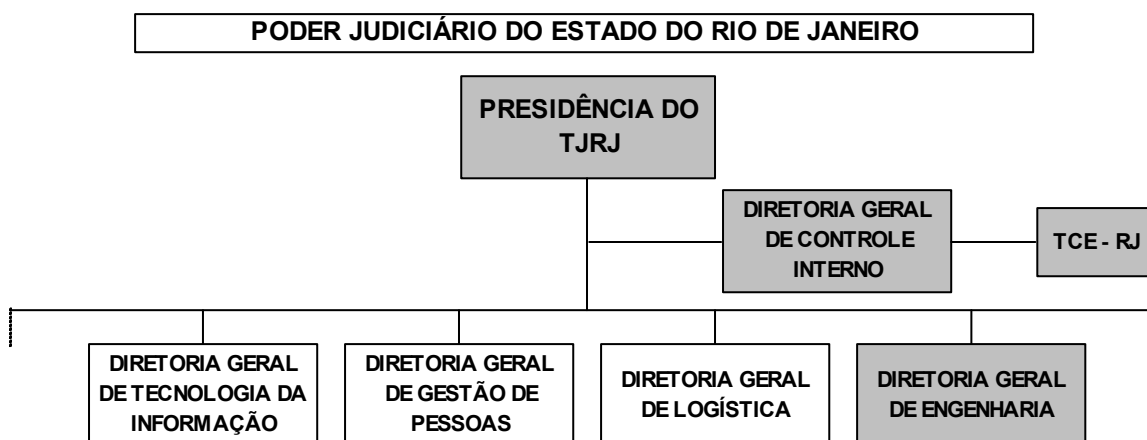 PODER JUDICIÁRIO DO ESTADO DO RIO DE JANEIRO
PRESIDÊNCIA DO
TJRJ
DIRETORIA GERAL
DE CONTROLE
INTERNO
TCE - RJ
DIRETORIA GERAL
DE TECNOLOGIA DA
INFORMAÇÃO
DIRETORIA GERAL
DE GESTÃO DE
PESSOAS
DIRETORIA GERAL
DE LOGÍSTICA
DIRETORIA GERAL
DE ENGENHARIA